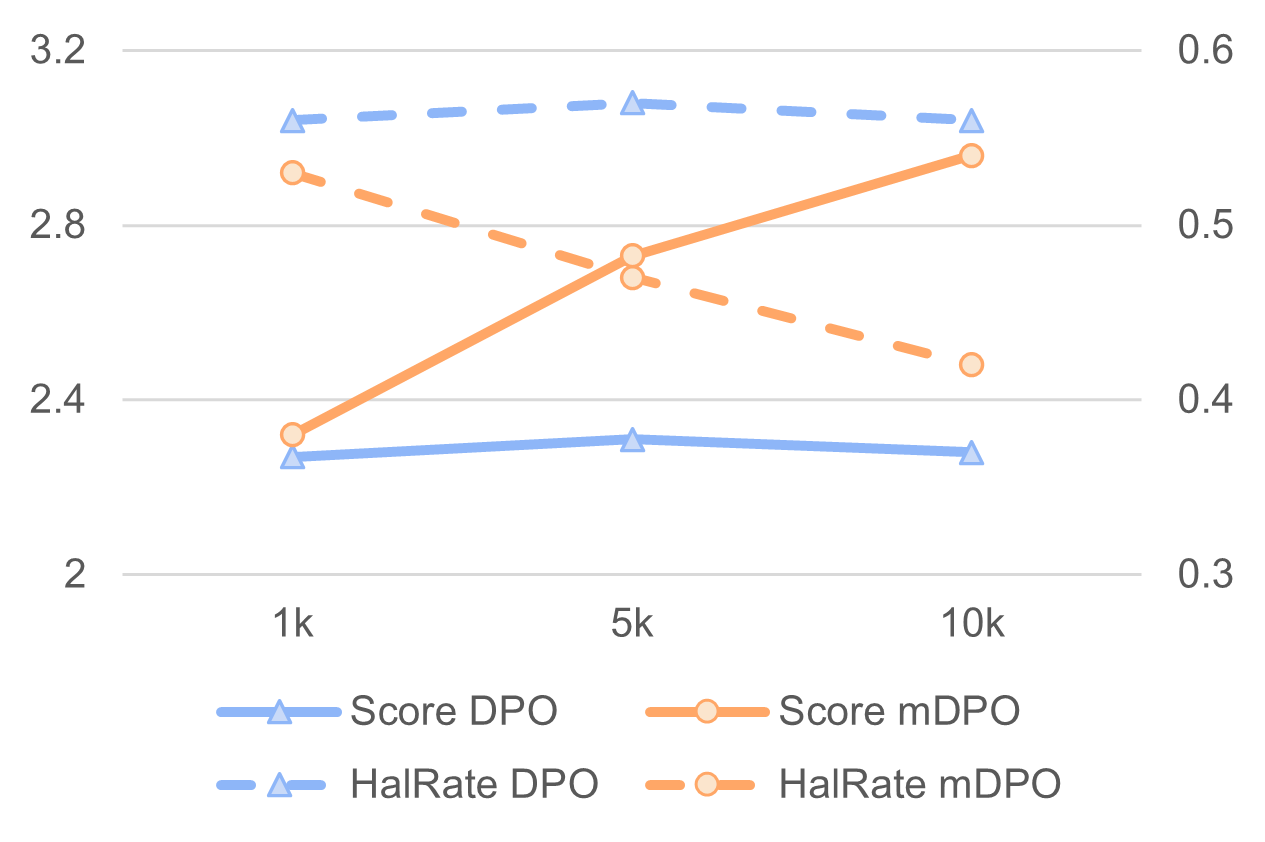 3.2 0.6
2.8 0.5
2.4 0.4
2 0.3
1k 5k 10k
Score DPO Score mDPO
HalRate DPO HalRate mDPO